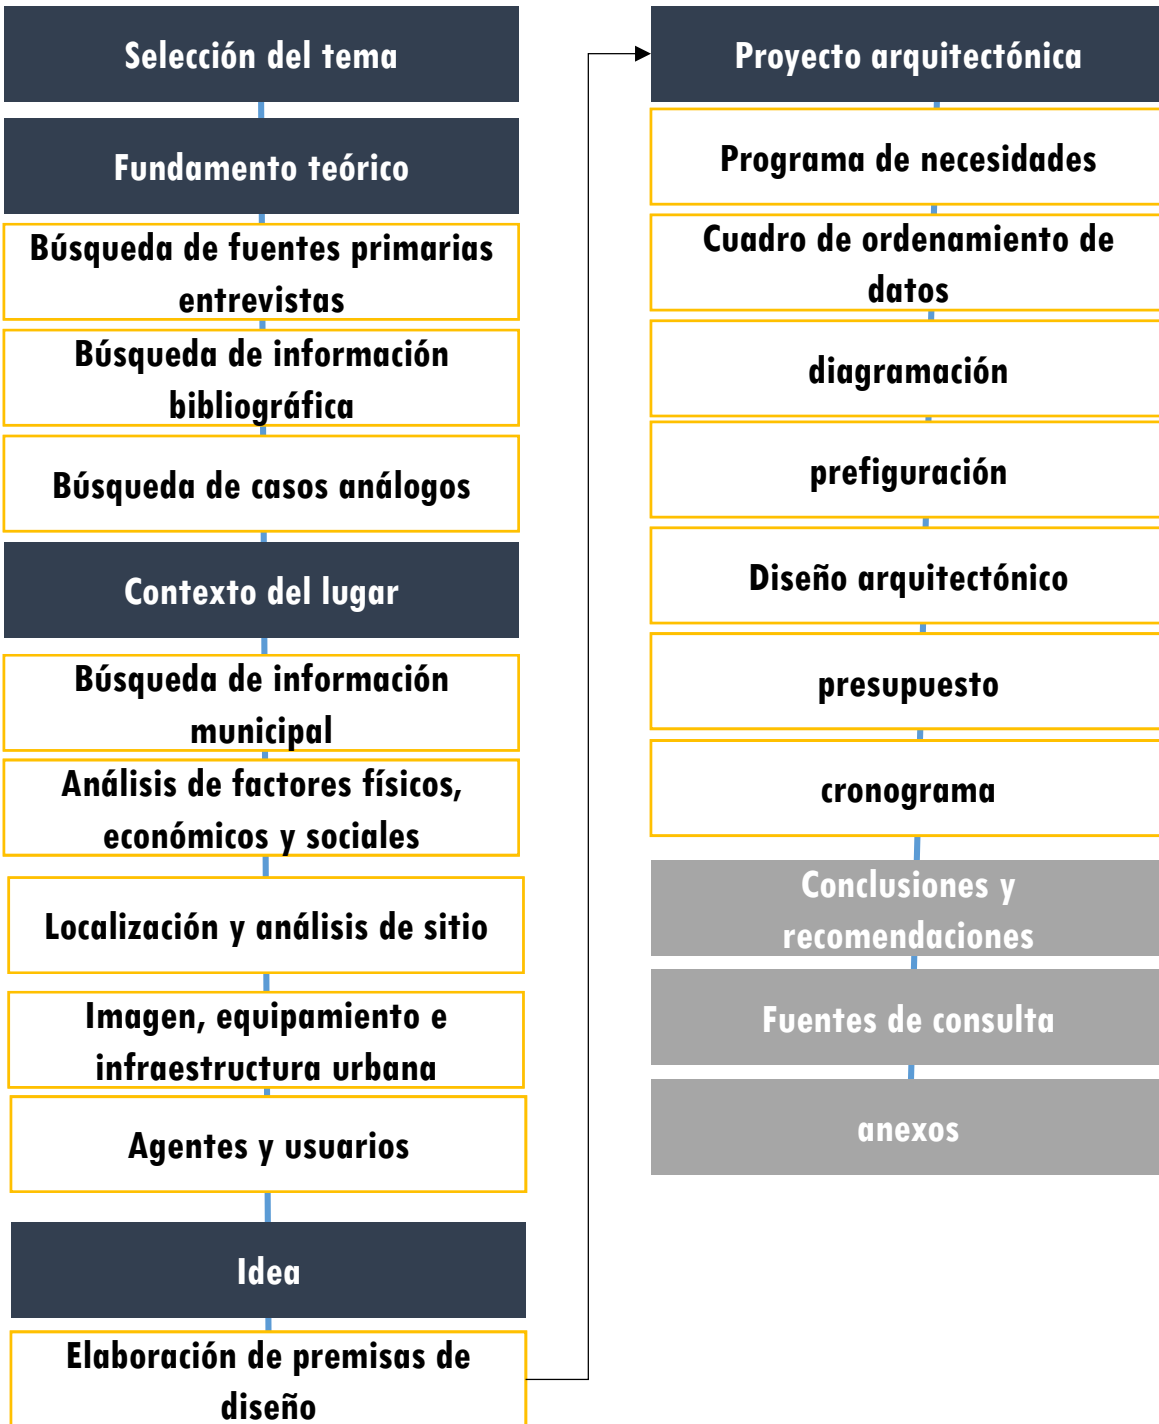 Selección del tema
Fundamento teórico
Búsqueda de fuentes primarias
entrevistas
Búsqueda de información
bibliográfica
Búsqueda de casos análogos
Contexto del lugar
Búsqueda de información
municipal
Análisis de factores físicos,
económicos y sociales
Localización y análisis de sitio
Imagen, equipamiento e
infraestructura urbana
Agentes y usuarios
Idea
Elaboración de premisas de
diseño
Proyecto arquitectónica
Programa de necesidades
Cuadro de ordenamiento de
datos
diagramación
prefiguración
Diseño arquitectónico
presupuesto
cronograma
Conclusiones y
recomendaciones
Fuentes de consulta
anexos